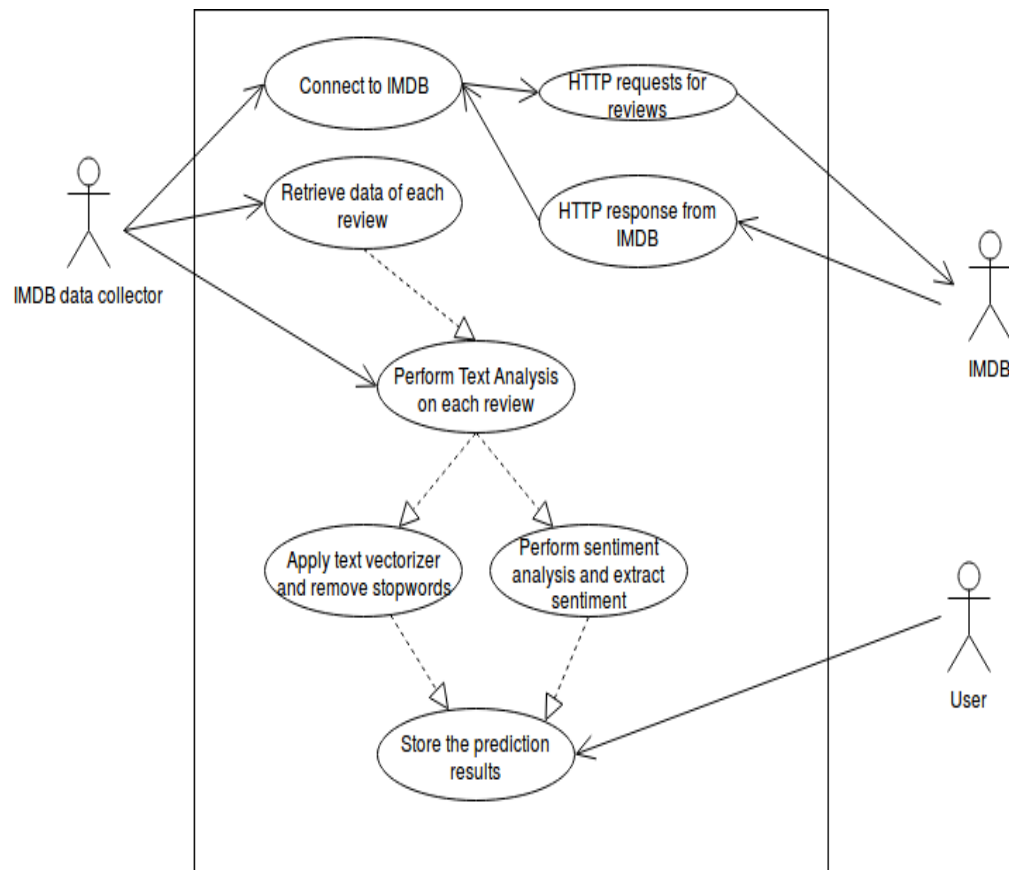 Connect to IMDB
HTTP requests for
reviews
Retrieve data of each
review
HTTP response from
IMDB
IMDB data collector
IMDB
Perform Text Analysis
on each review
Apply text vectorizer
and remove stopwords
Perform sentiment
analysis and extract
sentiment
User
Store the prediction
results